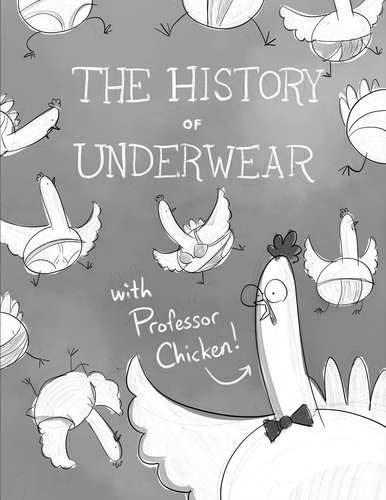 THE HISTORY
OF
UNDERWEAR
with
Professor
Chicken!